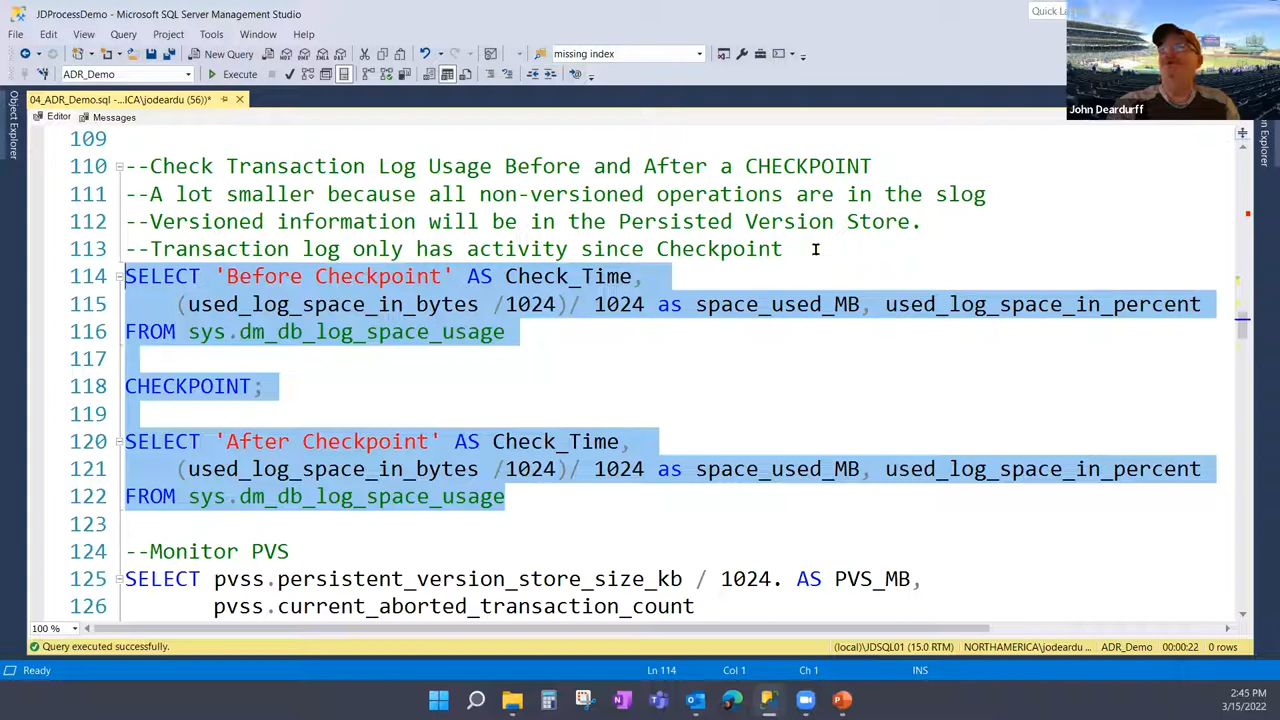 JDProcessDemo - Microsoft SQL Server Management Studio
Quick La
File Edit View Query Project Tools Window Help
New Query missing index
ADR_Demo Execute
John Deardurff
04_ADR_Demo.sql -...ICA\jodeardu (56))*
Object Explorer
Editor Messages
109
110 --Check Transaction Log Usage Before and After a CHECKPOINT
111 --A lot smaller because all non-versioned operations are in the slog
112 --Versioned information will be in the Persisted Version Store.
113 --Transaction log only has activity since Checkpoint
114 SELECT 'Before Checkpoint' AS Check_Time,
115 (used_log_space_in_bytes /1024)/ 1024 as space_used_MB, used_log_space_in_percent
116 FROM sys.dm_db_log_space_usage
117
118 CHECKPOINT;
119
120 SELECT 'After Checkpoint' AS Check_Time,
121 (used_log_space_in_bytes /1024)/ 1024 as space_used_MB, used_log_space_in_percent
122 FROM sys.dm_db_log_space_usage
123
124 --Monitor PVS
125 SELECT pvss.persistent_version_store_size_kb / 1024. AS PVS_MB,
126 pvss.current_aborted_transaction_count
100 %
Query executed successfully. (local)\JDSQL01 (15.0 RTM) NORTHAMERICA\jodeardu ... ADR_Demo 00:00:22 0 rows
Ready Ln 114 Col 1 Ch 1 INS
2:45 PM
3/15/2022